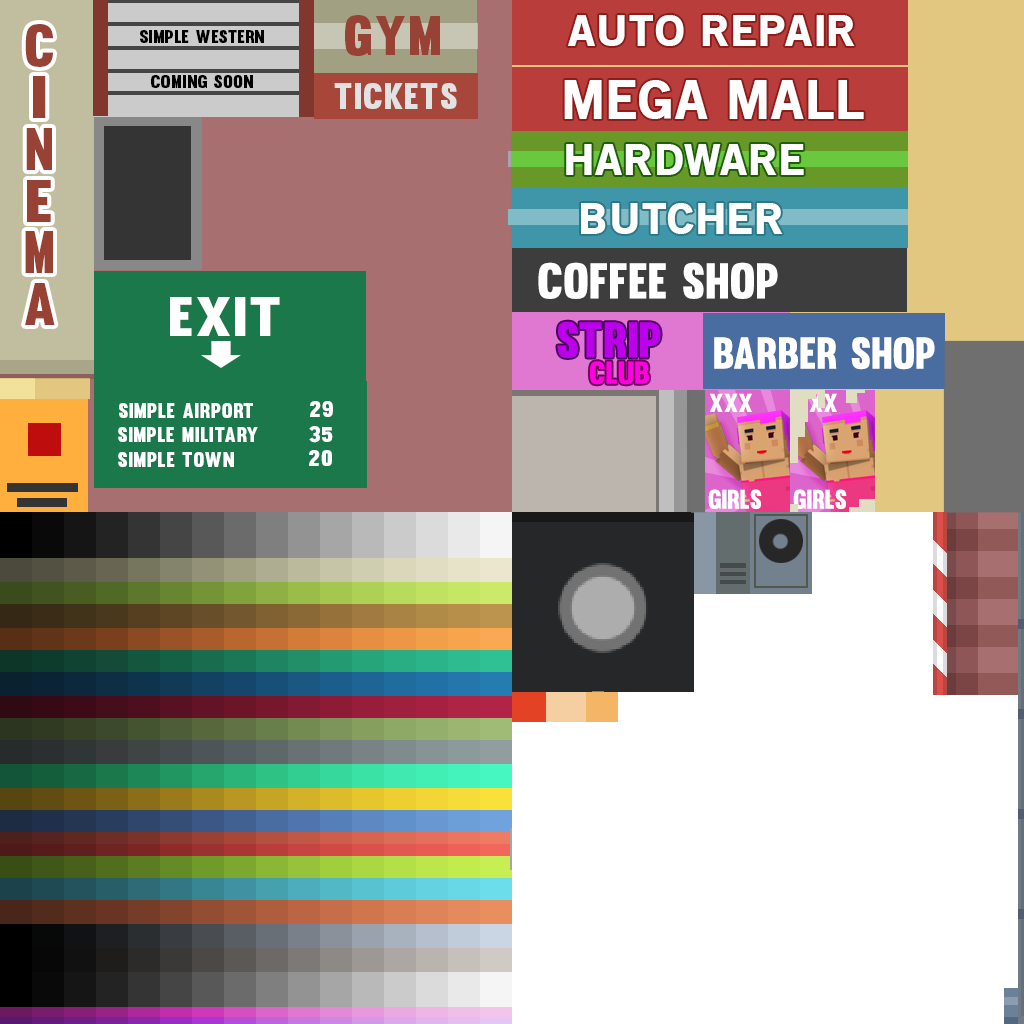 CINEMA
SIMPLE WESTERN
COMING SOON
GYM
TICKETS
EXIT
SIMPLE AIRPORT 29
SIMPLE MILITARY 35
SIMPLE TOWN 20
AUTO REPAIR
MEGA MALL
HARDWARE
BUTCHER
COFFEE SHOP
STRIP
CLUB
BARBER SHOP
XXX
GIRLS
XX
GIRLS